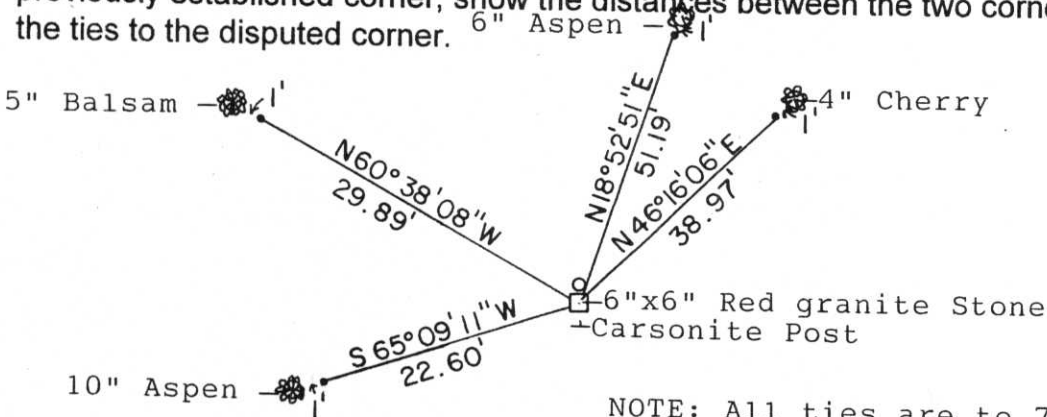 previously established corner, show the distances between the two corne
the ties to the disputed corner.
6" Aspen
1'
5" Balsam
1'
4" Cherry
1'
N60°38'08"W
29.89'
N18°52'51"E
51.19'
N46°16'06"E
38.97'
6"x6" Red granite Stone
Carsonite Post
S65°09'11"W
22.60'
10" Aspen
1'
NOTE: All ties are to